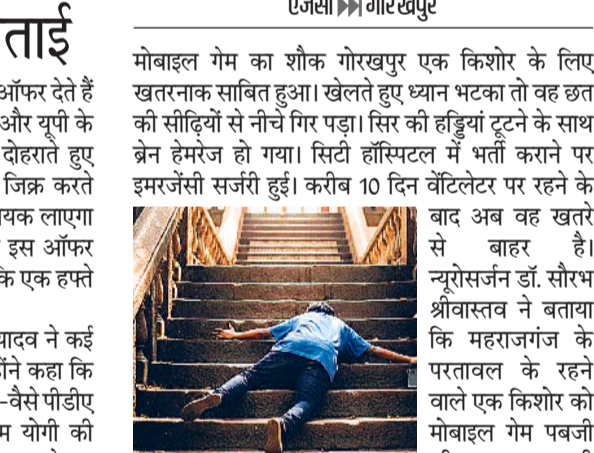 ताई
ऑफर देते हैं
और यूपी के
दोहराते हुए
जिक्र करते
यक लाएगा
इस ऑफर
कि एक हफ्ते
यादव ने कई
होंने कहा कि
-वैसे पीडीए
म योगी की
एजेंसी गोरखपुर
मोबाइल गेम का शौक गोरखपुर एक किशोर के लिए
खतरनाक साबित हुआ। खेलते हुए ध्यान भटका तो वह छत
की सीढ़ियों से नीचे गिर पड़ा। सिर की हड्डियां टूटने के साथ
ब्रेन हेमरेज हो गया। सिटी हॉस्पिटल में भर्ती कराने पर
इमरजेंसी सर्जरी हुई। करीब 10 दिन वेंटिलेटर पर रहने के
बाद अब वह खतरे
से बाहर है।
न्यूरोसर्जन डॉ. सौरभ
श्रीवास्तव ने बताया
कि महराजगंज के
परतावल के रहने
वाले एक किशोर को
मोबाइल गेम पबजी